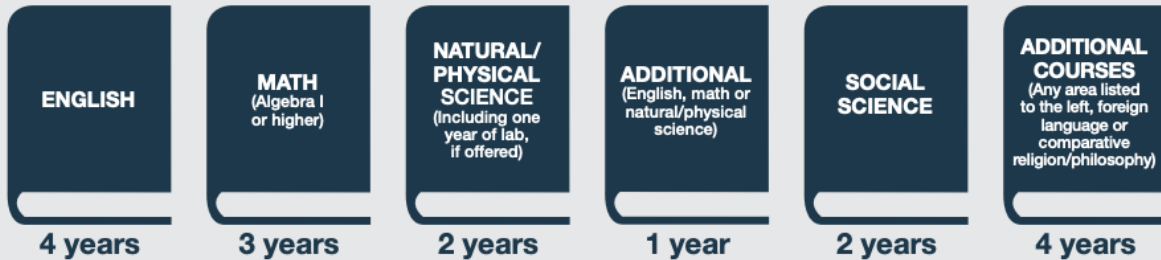 ENGLISH
4 years
MATH
(Algebra I
or higher)
3 years
NATURAL/
PHYSICAL
SCIENCE
(Including one
year of lab,
if offered)
2 years
ADDITIONAL
(English, math or
natural/physical
science)
1 year
SOCIAL
SCIENCE
2 years
ADDITIONAL
COURSES
(Any area listed
to the left, foreign
language or
comparative
religion/philosophy)
4 years